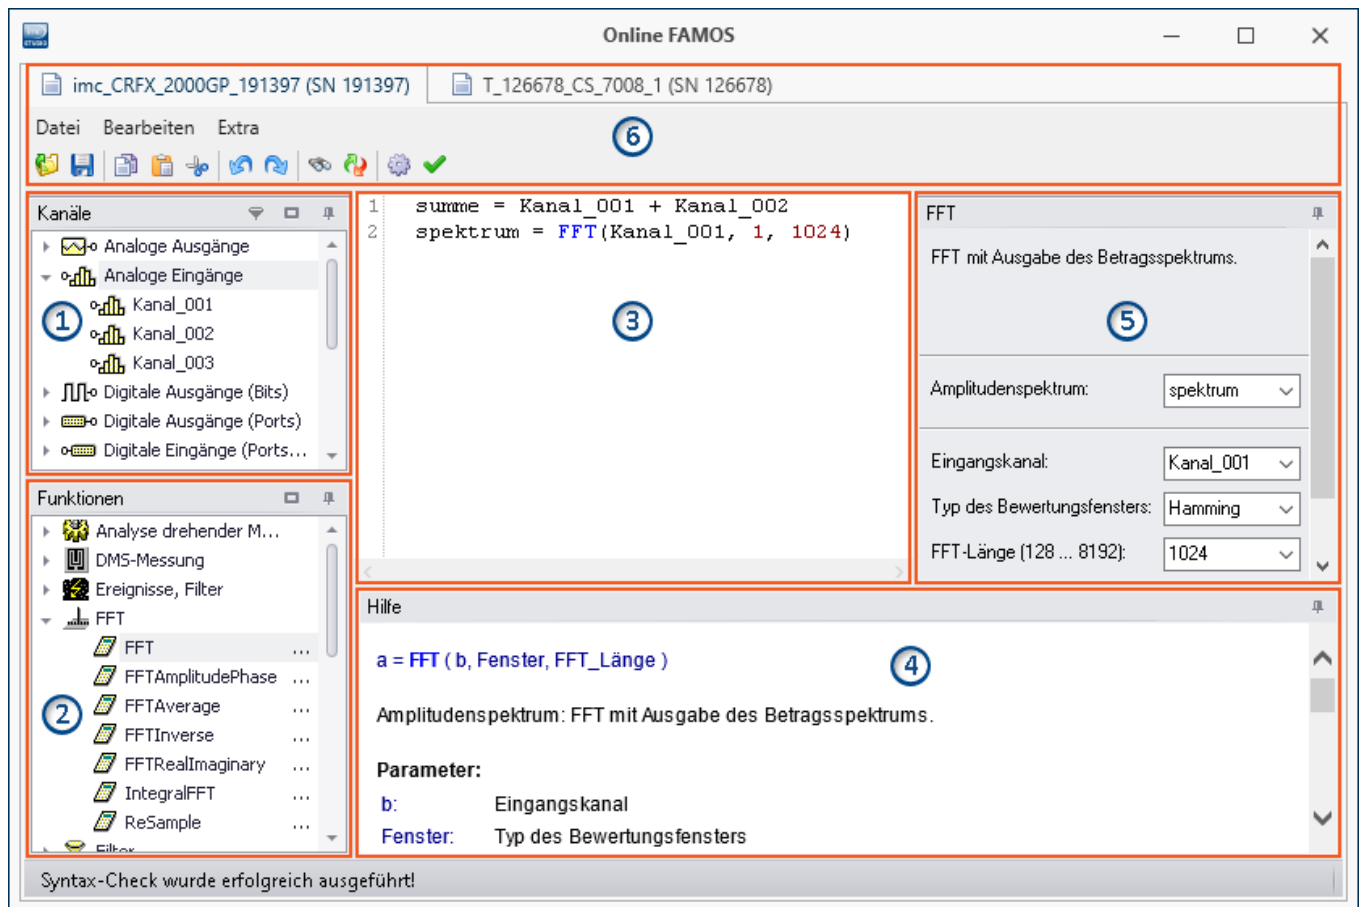 Online FAMOS
imc_CRFX_2000GP_191397 (SN 191397)
T_126678_CS_7008_1 (SN 126678)
Datei Bearbeiten Extra
6
Kanäle
Analoge Ausgänge
Analoge Eingänge
Kanal_001
Kanal_002
Kanal_003
Digitale Ausgänge (Bits)
Digitale Ausgänge (Ports)
Digitale Eingänge (Ports...
1
Funktionen
Analyse drehender M...
DMS-Messung
Ereignisse, Filter
FFT
FFT ...
FFTAmplitudePhase ...
FFTAverage ...
FFTInverse ...
FFTRealImaginary ...
IntegralFFT ...
ReSample ...
Filter
2
1 summe = Kanal_001 + Kanal_002
2 spektrum = FFT(Kanal_001, 1, 1024)
3
FFT
FFT mit Ausgabe des Betragsspektrums.
5
Amplitudenspektrum: spektrum
Eingangskanal: Kanal_001
Typ des Bewertungsfensters: Hamming
FFT-Länge (128 ... 8192): 1024
Hilfe
a = FFT ( b, Fenster, FFT_Länge )
4
Amplitudenspektrum: FFT mit Ausgabe des Betragsspektrums.
Parameter:
b: Eingangskanal
Fenster: Typ des Bewertungsfensters
Syntax-Check wurde erfolgreich ausgeführt!